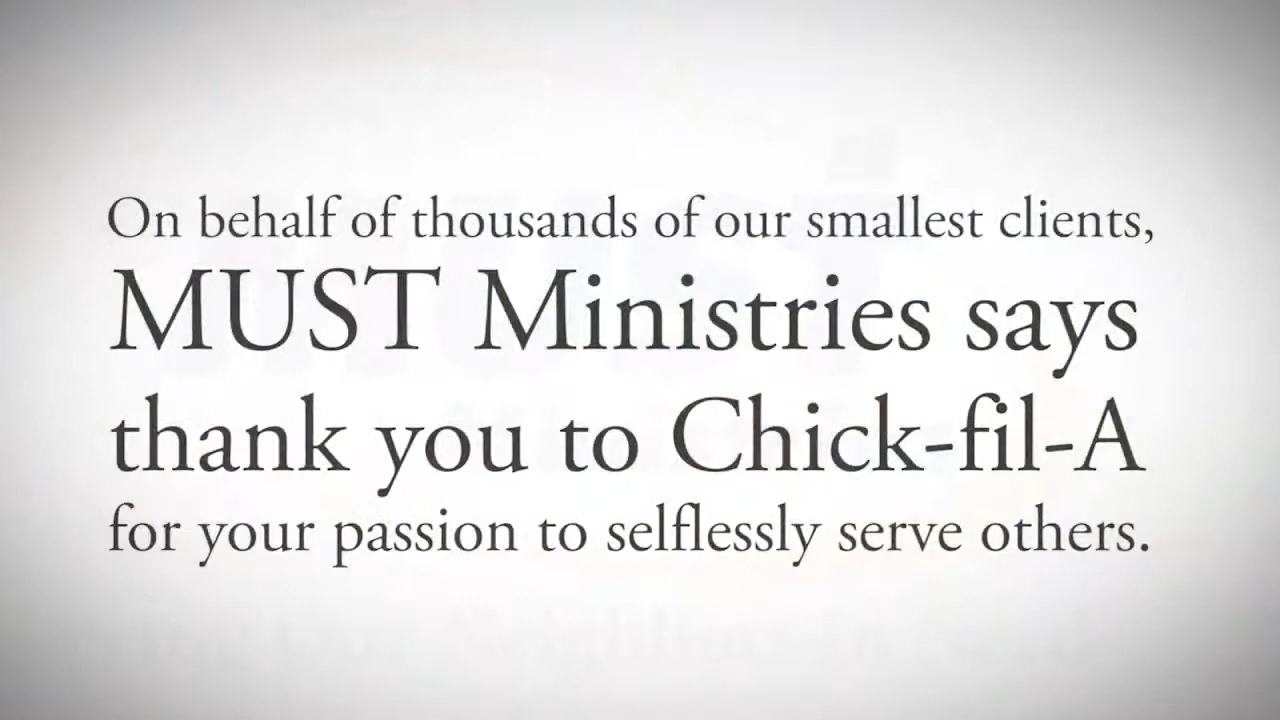 On behalf of thousands of our smallest clients,
MUST Ministries says
thank you to Chick-fil-A
for your passion to selflessly serve others.